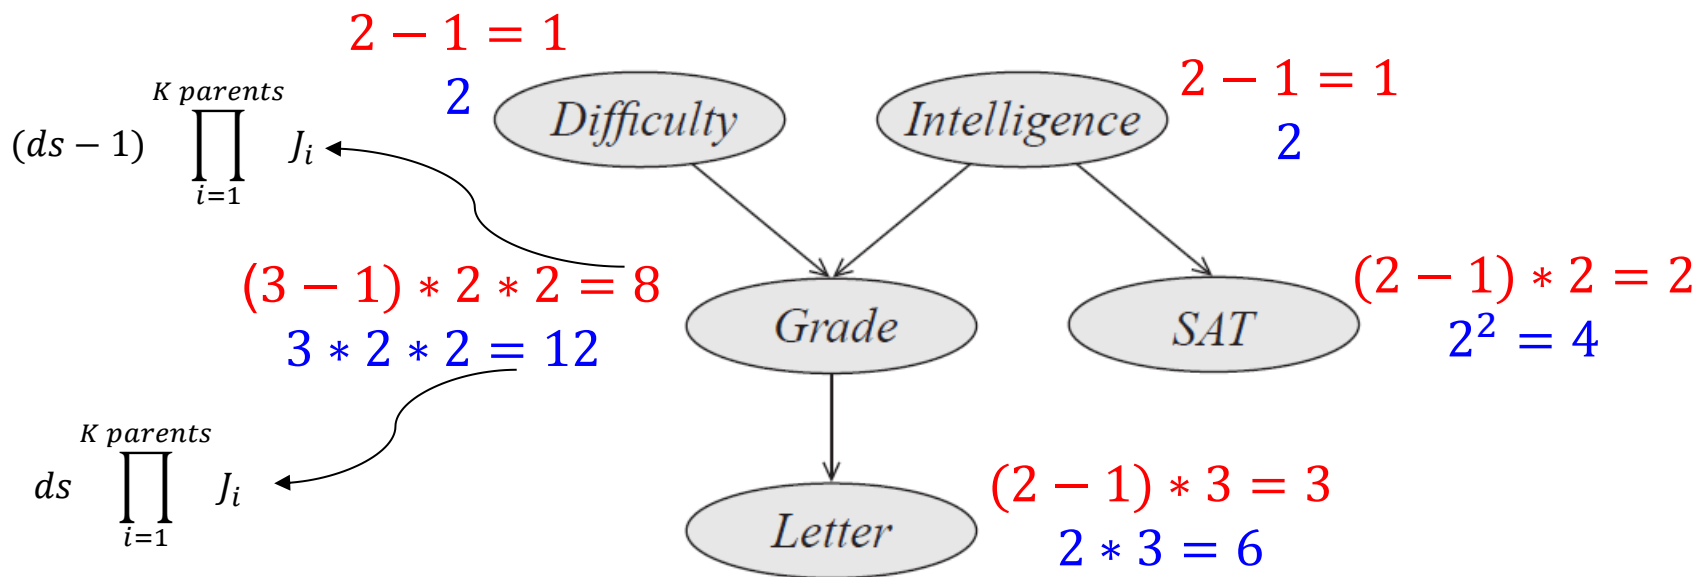 2 − 1 = 1
2
Difficulty
Intelligence
2 − 1 = 1
2
K parents
(ds − 1) ∏ J_i
i=1
(3 − 1) ∗ 2 ∗ 2 = 8
3 ∗ 2 ∗ 2 = 12
Grade
SAT
(2 − 1) ∗ 2 = 2
2² = 4
K parents
ds ∏ J_i
i=1
Letter
(2 − 1) ∗ 3 = 3
2 ∗ 3 = 6